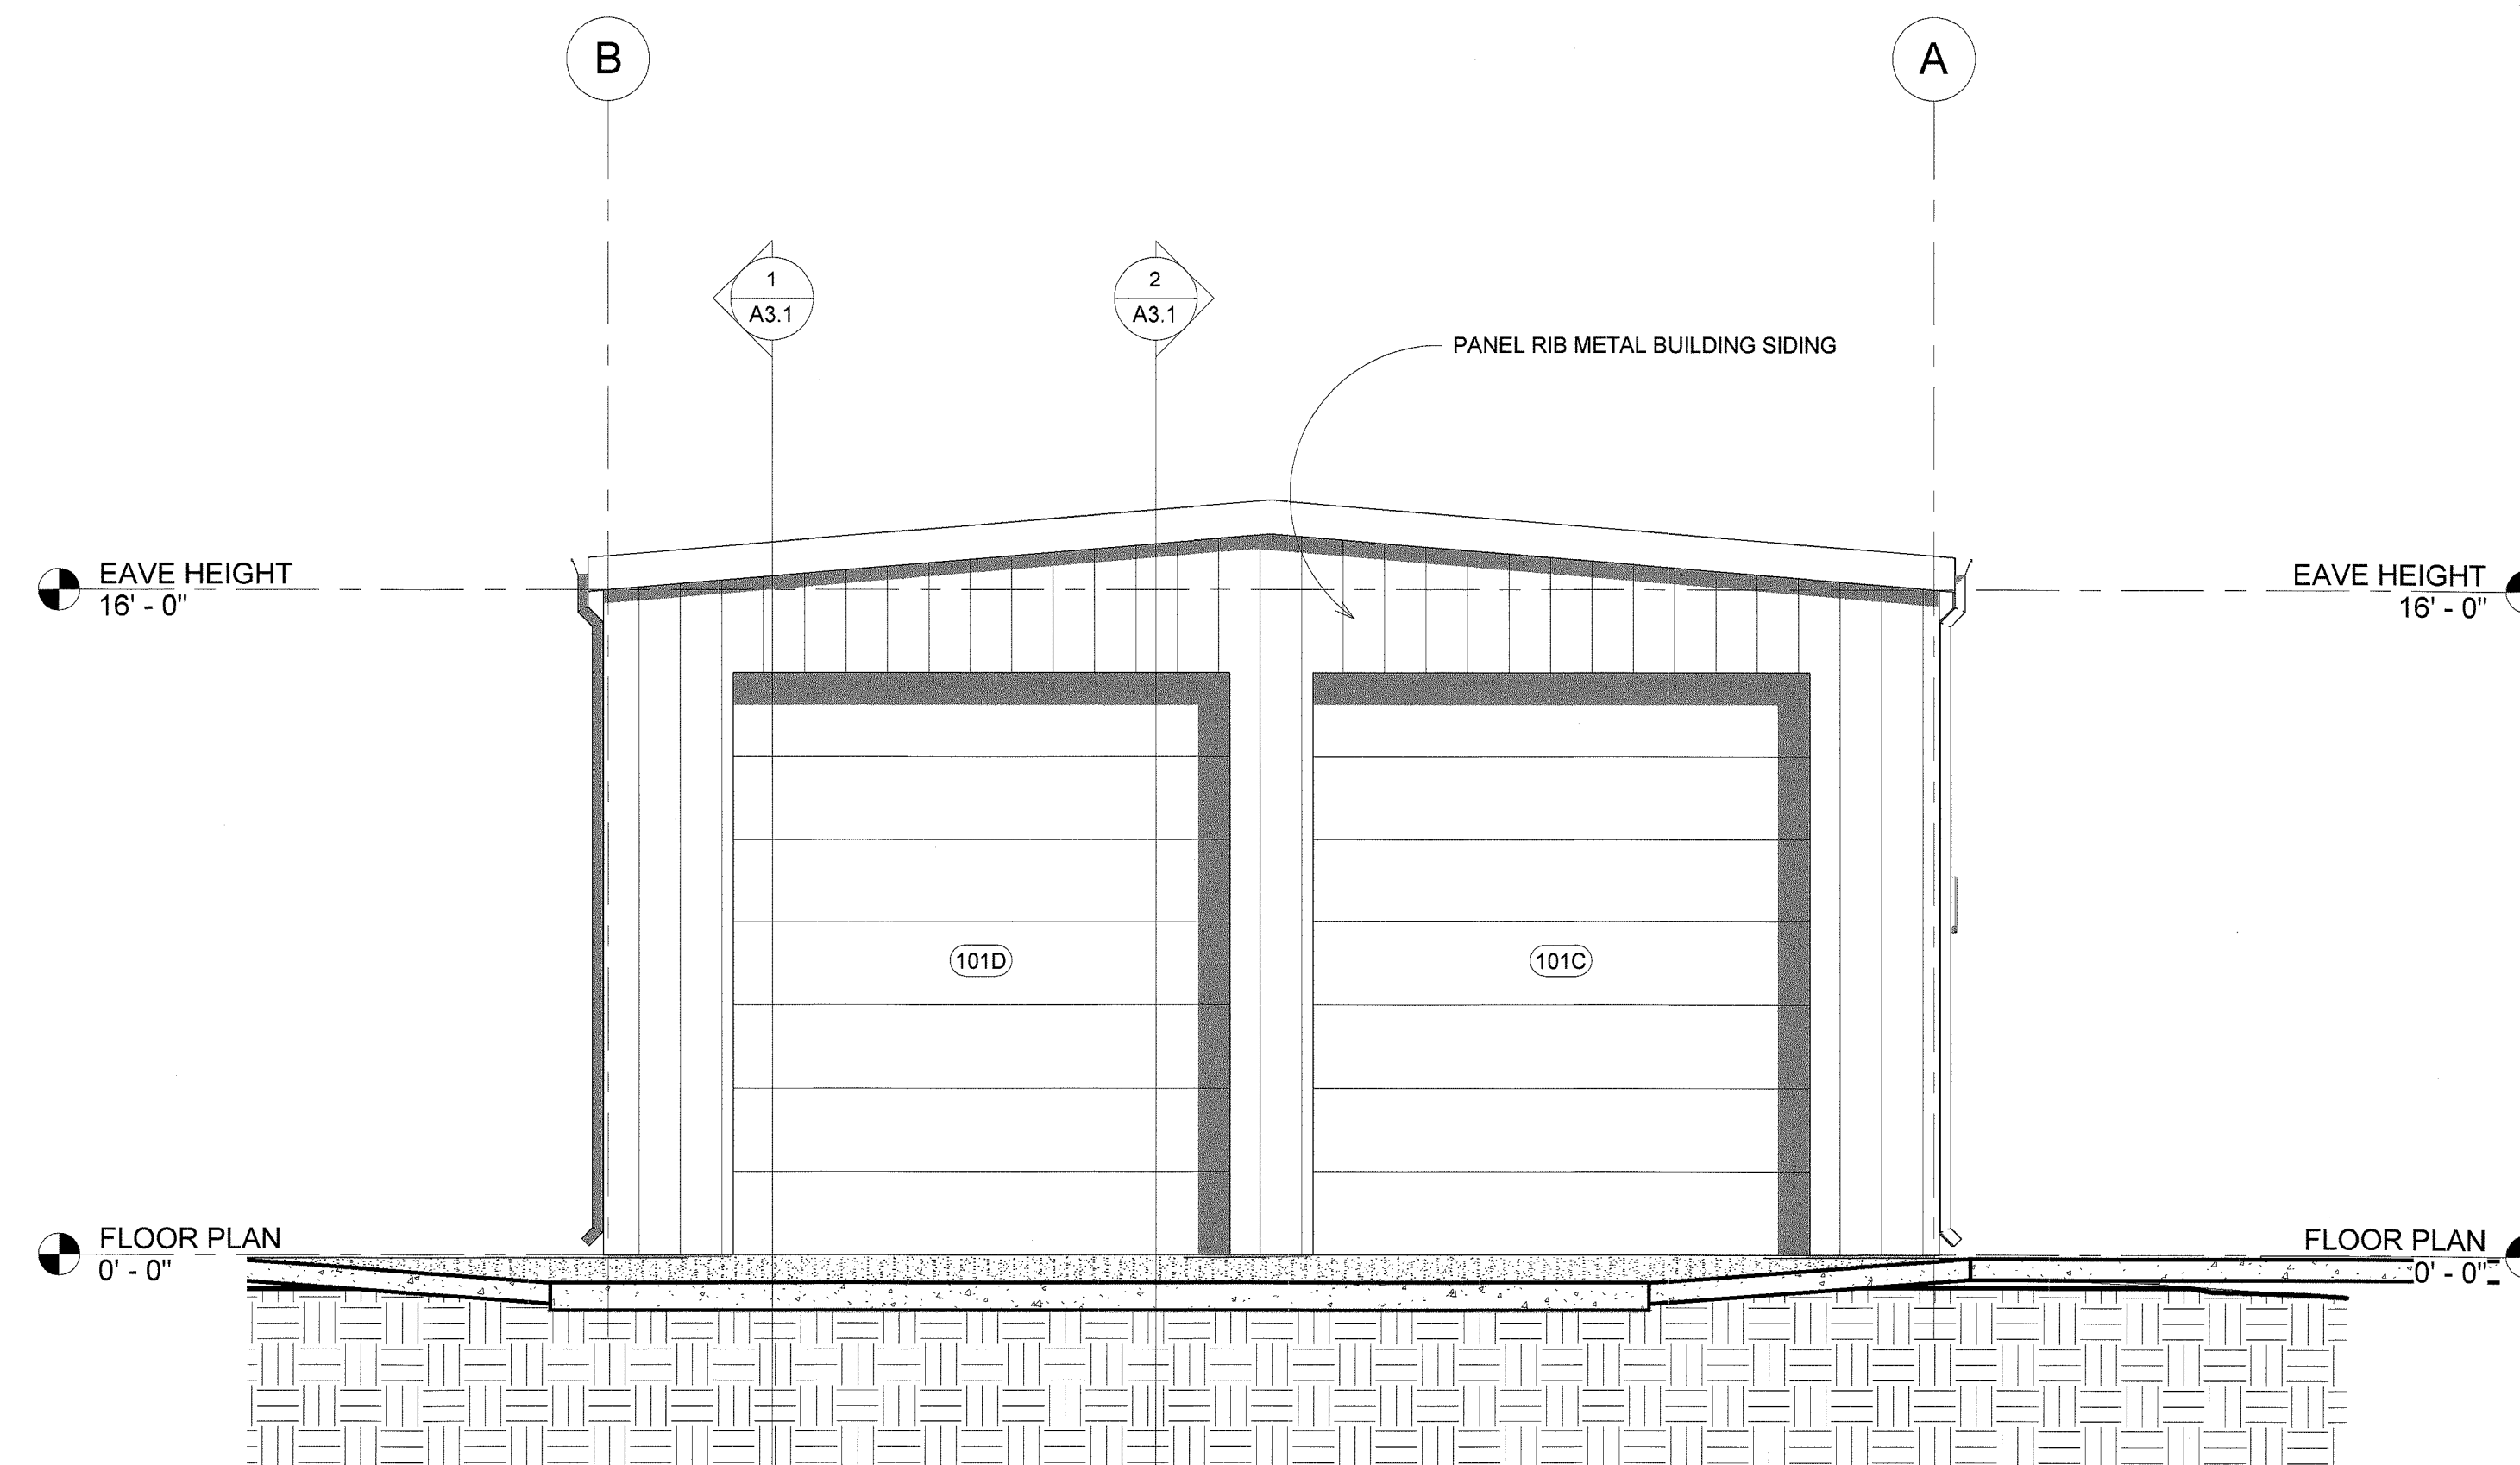 B
A
1
A3.1
2
A3.1
PANEL RIB METAL BUILDING SIDING
EAVE HEIGHT
16' - 0"
EAVE HEIGHT
16' - 0"
101D
101C
FLOOR PLAN
0' - 0"
FLOOR PLAN
0' - 0"